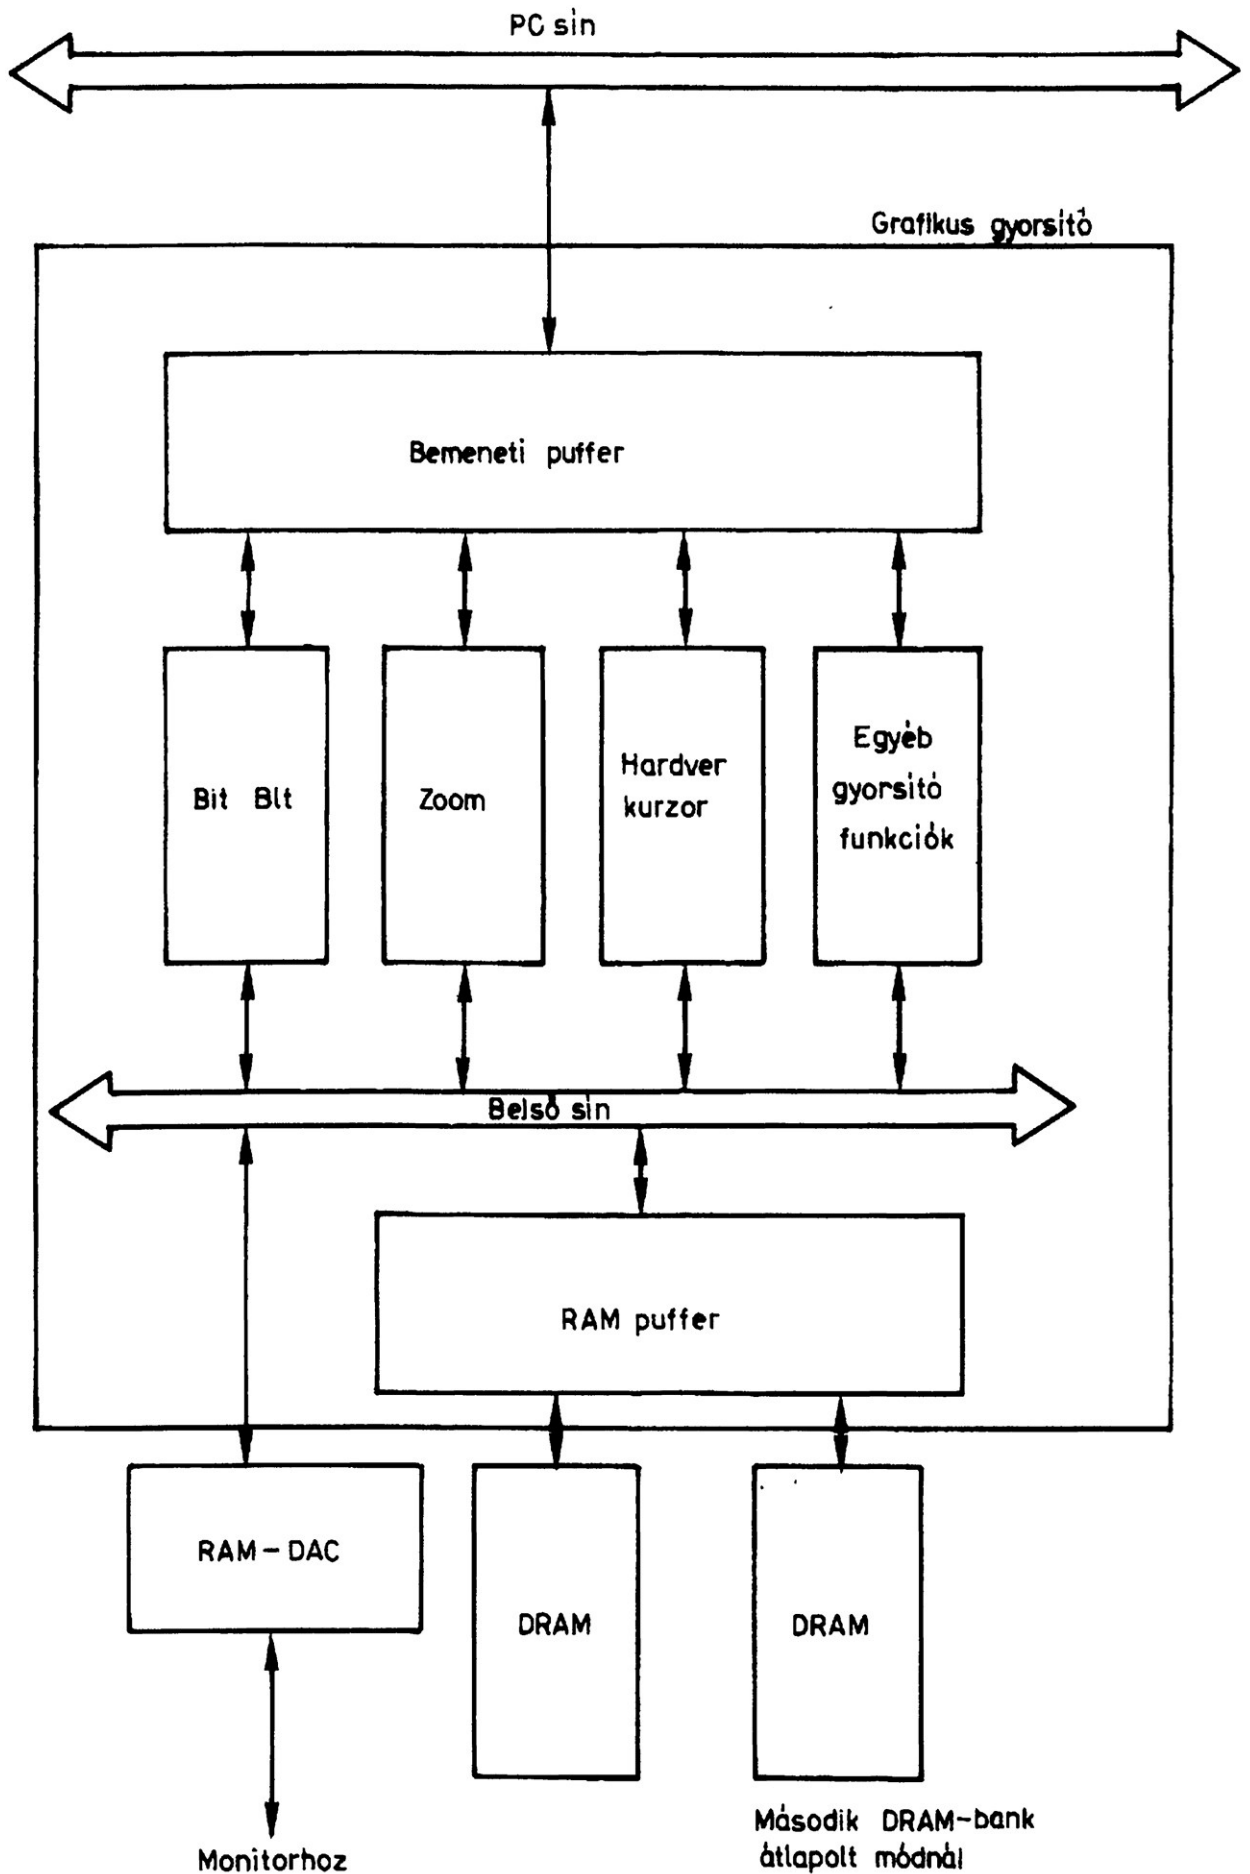 PC sin
Grafikus gyorsító
Bemeneti puffer
Bit Blt
Zoom
Hardver
kurzor
Egyéb
gyorsító
funkciók
Belső sin
RAM puffer
RAM-DAC
DRAM
DRAM
Második DRAM-bank
átlapolt módnál
Monitorhoz